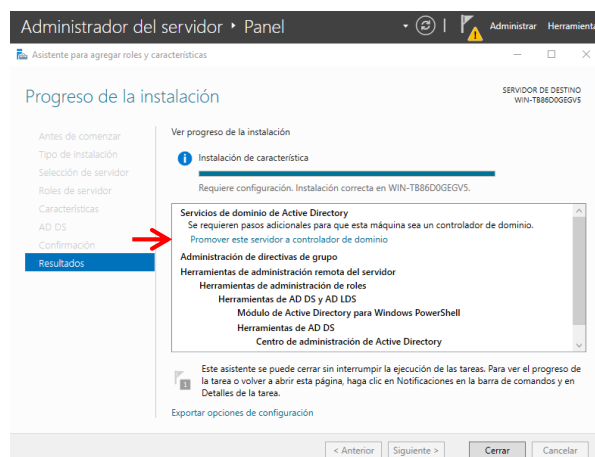 Administrador del servidor • Panel
Administrar Herramienta
Asistente para agregar roles y características
Progreso de la instalación
SERVIDOR DE DESTINO
WIN-TB86D0GEGV5
Antes de comenzar
Tipo de instalación
Selección de servidor
Roles de servidor
Características
AD DS
Confirmación
Resultados
Ver progreso de la instalación
Instalación de característica
Requiere configuración. Instalación correcta en WIN-TB86D0GEGV5.
Servicios de dominio de Active Directory
Se requieren pasos adicionales para que esta máquina sea un controlador de dominio.
Promover este servidor a controlador de dominio
Administración de directivas de grupo
Herramientas de administración remota del servidor
Herramientas de administración de roles
Herramientas de AD DS y AD LDS
Módulo de Active Directory para Windows PowerShell
Herramientas de AD DS
Centro de administración de Active Directory
1
Este asistente se puede cerrar sin interrumpir la ejecución de las tareas. Para ver el progreso de
la tarea o volver a abrir esta página, haga clic en Notificaciones en la barra de comandos y en
Detalles de la tarea.
Exportar opciones de configuración
< Anterior Siguiente > Cerrar Cancelar